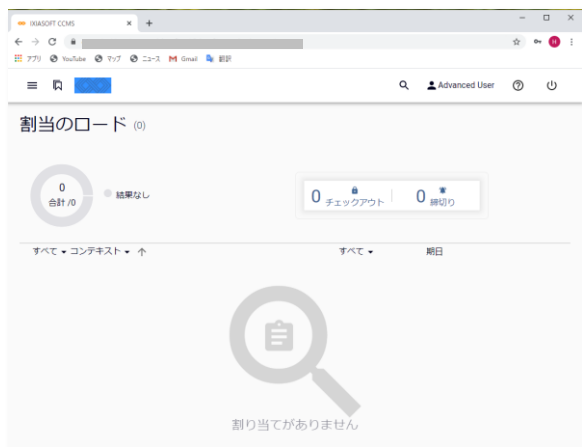 IXIASOFT CCMS
アプリ YouTube マップ ニュース Gmail 翻訳
Advanced User
割当のロード (0)
0
合計 /0
結果なし
0 チェックアウト
0 締切り
すべて コンテキスト
すべて
期日
割り当てがありません